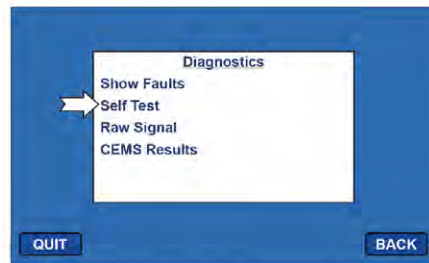 Diagnostics
Show Faults
Self Test
Raw Signal
CEMS Results
QUIT BACK